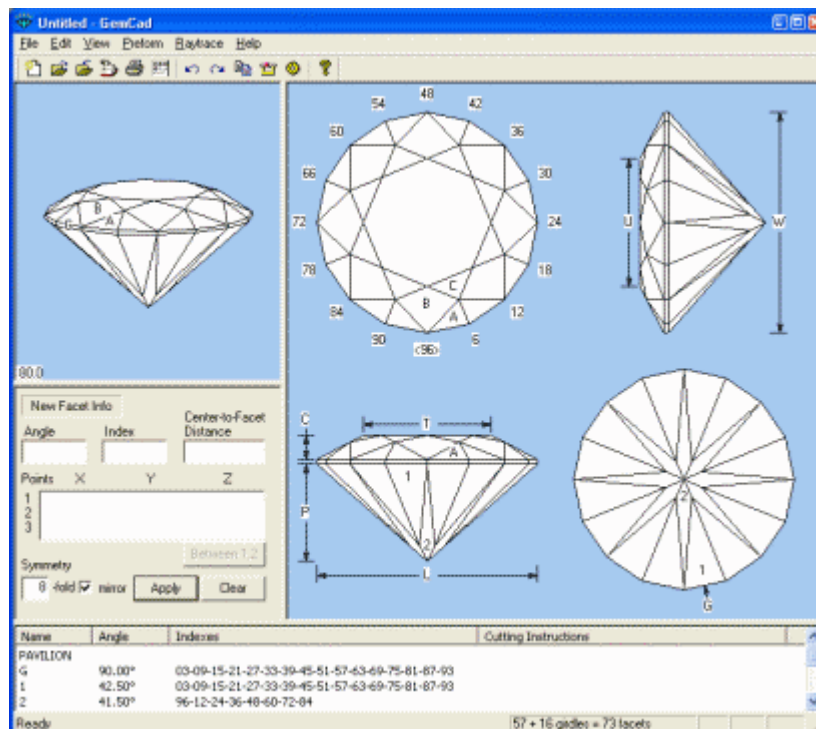 Untitled - GemCad
File Edit View Preform Raytrace Help
48
54 42
60 36
66 30
72 24
78 18
84 12
90 6
<96>
A
B
C
B
A
C
80.0
U
W
New Facet Info
Angle Index Center-to-Facet Distance
Points X Y Z
1
2
3
Between 1,2
Symmetry
8 -fold mirror Apply Clear
C
T
A
1
P
2
L
2
1
G
Name Angle Indexes Cutting Instructions
PAVILION
G 90.00° 03-09-15-21-27-33-39-45-51-57-63-69-75-81-87-93
1 42.50° 03-09-15-21-27-33-39-45-51-57-63-69-75-81-87-93
2 41.50° 96-12-24-36-48-60-72-84
Ready 57 + 16 girdles = 73 facets